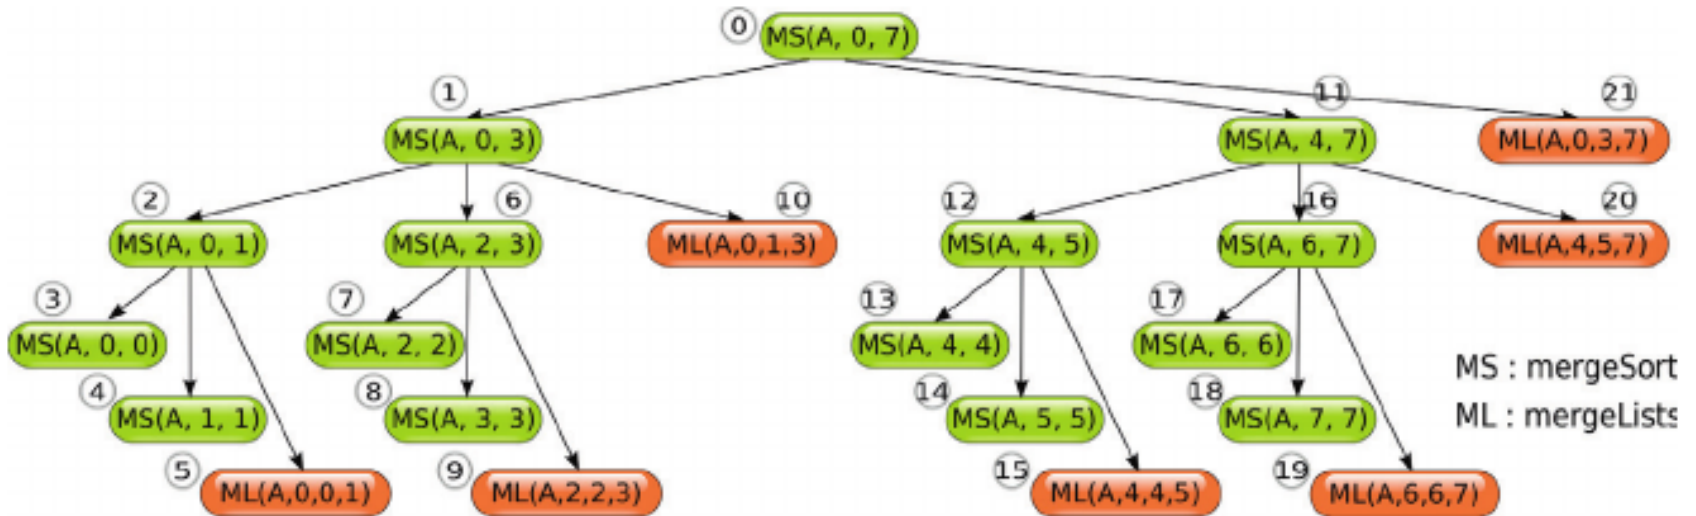 0 MS(A, 0, 7)
1 11 21
MS(A, 0, 3) MS(A, 4, 7) ML(A,0,3,7)
2 6 10 12 16 20
MS(A, 0, 1) MS(A, 2, 3) ML(A,0,1,3) MS(A, 4, 5) MS(A, 6, 7) ML(A,4,5,7)
3 7 13 17
MS(A, 0, 0) MS(A, 2, 2) MS(A, 4, 4) MS(A, 6, 6)
MS : mergeSort
4 8 14 18
MS(A, 1, 1) MS(A, 3, 3) MS(A, 5, 5) MS(A, 7, 7)
ML : mergeLists
5 9 15 19
ML(A,0,0,1) ML(A,2,2,3) ML(A,4,4,5) ML(A,6,6,7)